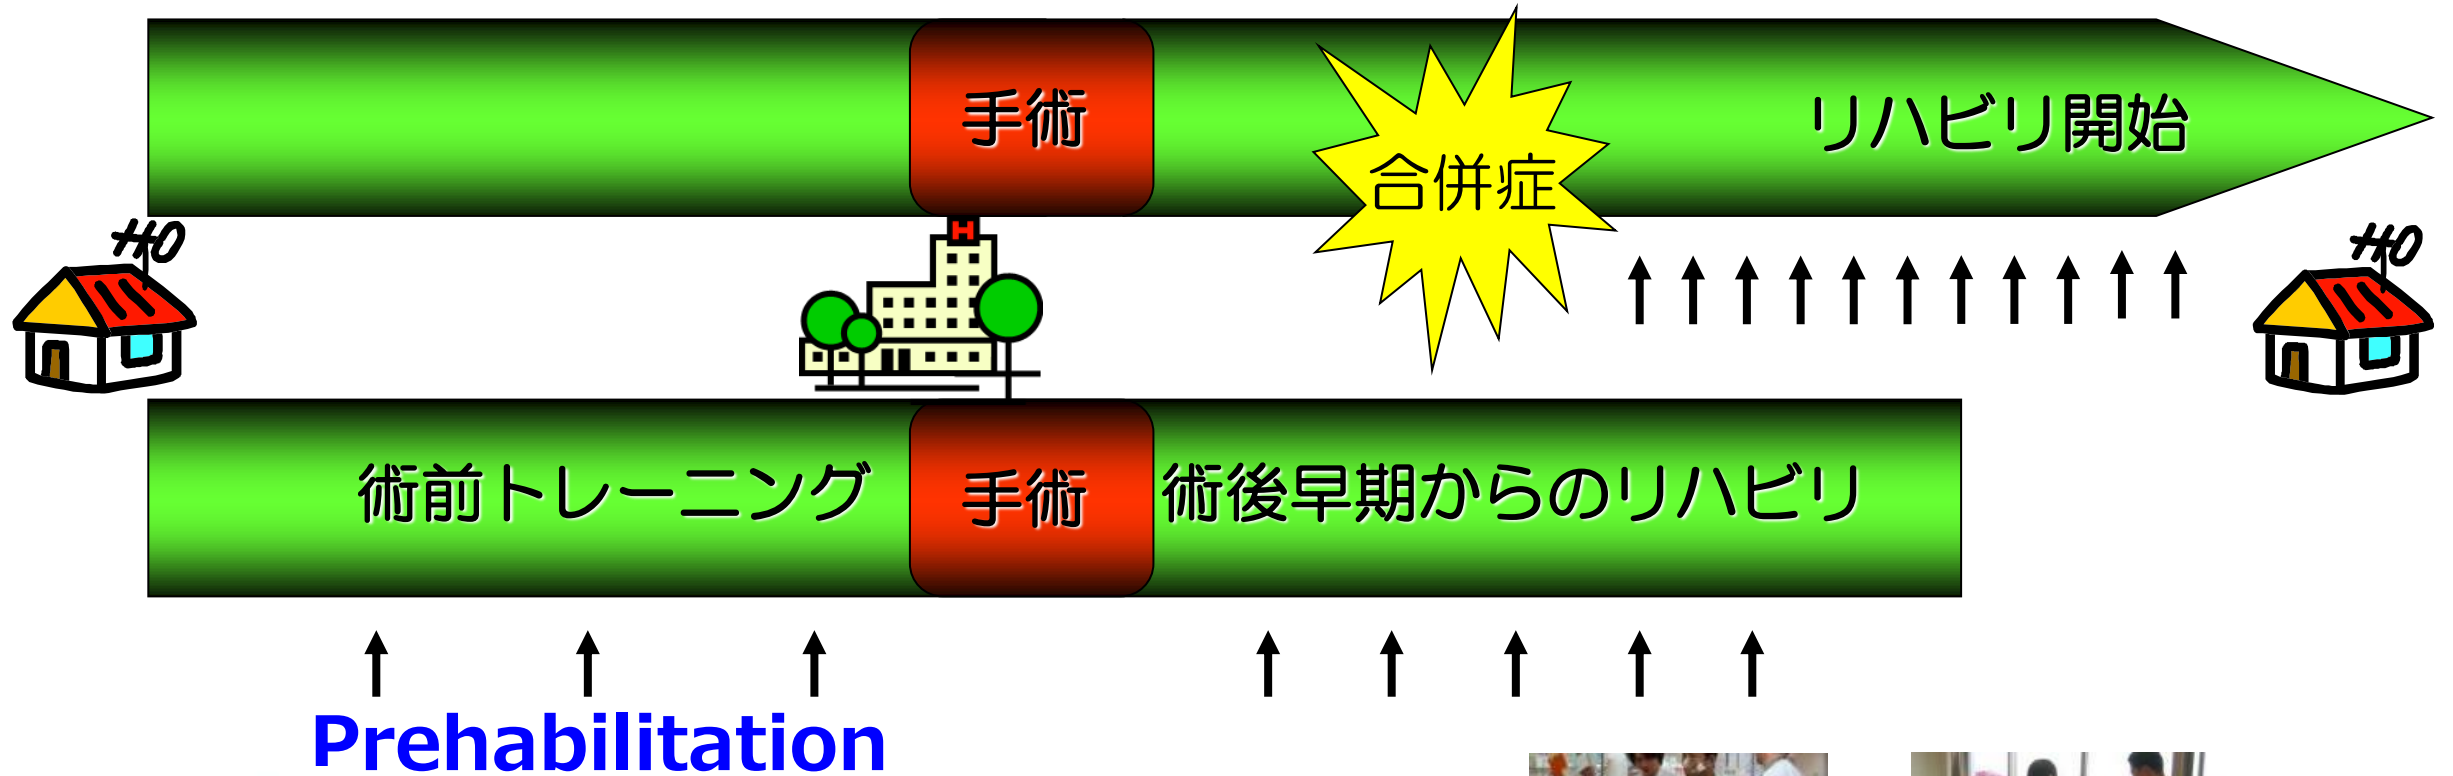 手術
合併症
リハビリ開始
H
術前トレーニング
手術
術後早期からのリハビリ
Prehabilitation